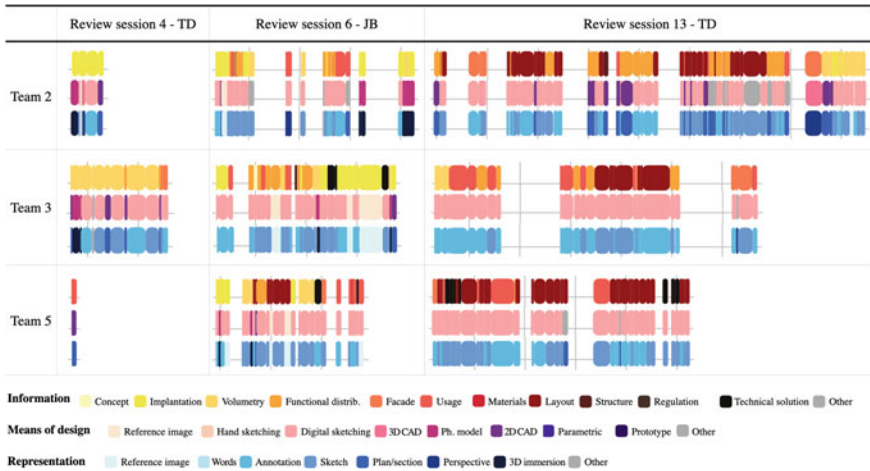 Review session 4 - TD Review session 6 - JB Review session 13 - TD
Team 2
Team 3
Team 5
Information Concept Implantation Volumetry Functional distrib. Facade Usage Materials Layout Structure Regulation Technical solution Other
Means of design Reference image Hand sketching Digital sketching 3D CAD Ph. model 2D CAD Parametric Prototype Other
Representation Reference image Words Annotation Sketch Plan/section Perspective 3D immersion Other